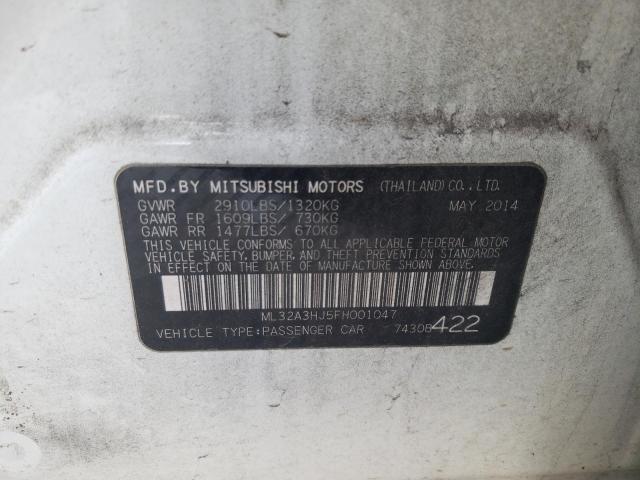 MFD.BY MITSUBISHI MOTORS (THAILAND)CO.,LTD.
GVWR 2910LBS/1320KG MAY 2014
GAWR FR 1609LBS/ 730KG
GAWR RR 1477LBS/ 670KG
THIS VEHICLE CONFORMS TO ALL APPLICABLE FEDERAL MOTOR
VEHICLE SAFETY, BUMPER, AND THEFT PREVENTION STANDARDS
IN EFFECT ON THE DATE OF MANUFACTURE SHOWN ABOVE.
ML32A3HJ5FH001047
VEHICLE TYPE:PASSENGER CAR 7430B422